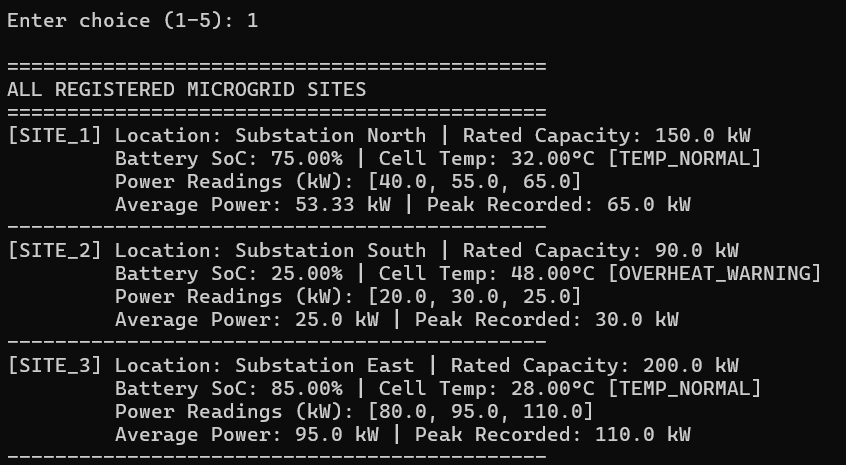 Enter choice (1-5): 1
=============================================
ALL REGISTERED MICROGRID SITES
=============================================
[SITE_1] Location: Substation North | Rated Capacity: 150.0 kW
         Battery SoC: 75.00% | Cell Temp: 32.00°C [TEMP_NORMAL]
         Power Readings (kW): [40.0, 55.0, 65.0]
         Average Power: 53.33 kW | Peak Recorded: 65.0 kW
---------------------------------------------
[SITE_2] Location: Substation South | Rated Capacity: 90.0 kW
         Battery SoC: 25.00% | Cell Temp: 48.00°C [OVERHEAT_WARNING]
         Power Readings (kW): [20.0, 30.0, 25.0]
         Average Power: 25.0 kW | Peak Recorded: 30.0 kW
---------------------------------------------
[SITE_3] Location: Substation East | Rated Capacity: 200.0 kW
         Battery SoC: 85.00% | Cell Temp: 28.00°C [TEMP_NORMAL]
         Power Readings (kW): [80.0, 95.0, 110.0]
         Average Power: 95.0 kW | Peak Recorded: 110.0 kW
---------------------------------------------